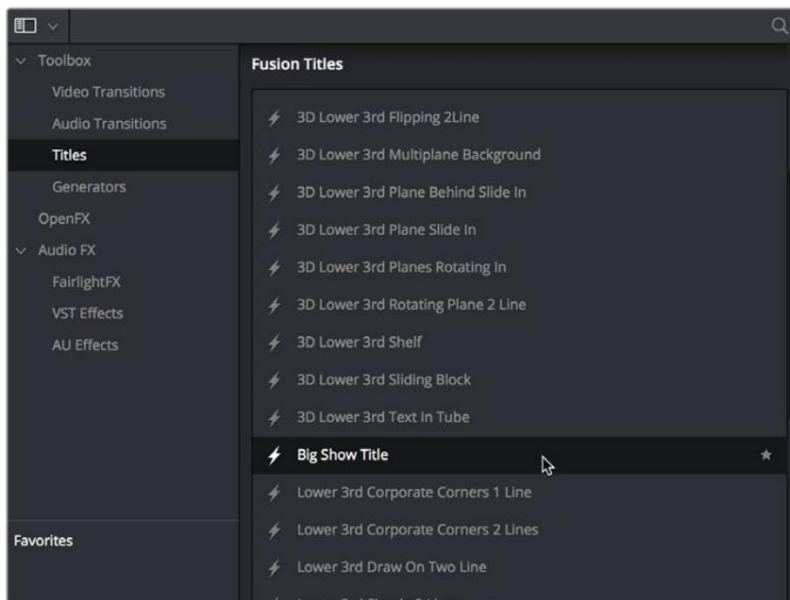 Toolbox
Video Transitions
Audio Transitions
Titles
Generators
OpenFX
Audio FX
FairlightFX
VST Effects
AU Effects
Favorites
Fusion Titles
3D Lower 3rd Flipping 2Line
3D Lower 3rd Multiplane Background
3D Lower 3rd Plane Behind Slide In
3D Lower 3rd Plane Slide In
3D Lower 3rd Planes Rotating In
3D Lower 3rd Rotating Plane 2 Line
3D Lower 3rd Shelf
3D Lower 3rd Sliding Block
3D Lower 3rd Text In Tube
Big Show Title
Lower 3rd Corporate Corners 1 Line
Lower 3rd Corporate Corners 2 Lines
Lower 3rd Draw On Two Line